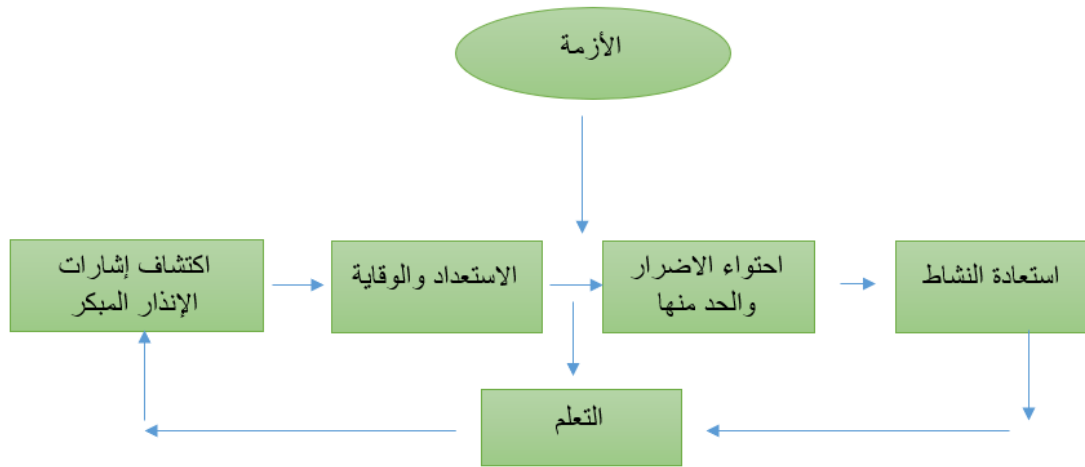 الأزمة
اكتشاف إشارات
الإنذار المبكر
الاستعداد والوقاية
احتواء الاضرار
والحد منها
استعادة النشاط
التعلم